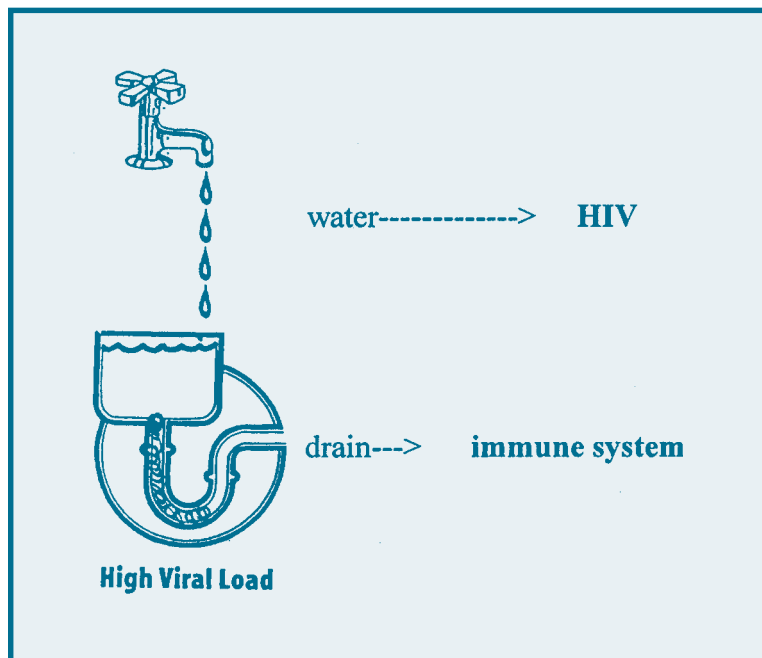 water-------------> HIV
drain---> immune system
High Viral Load